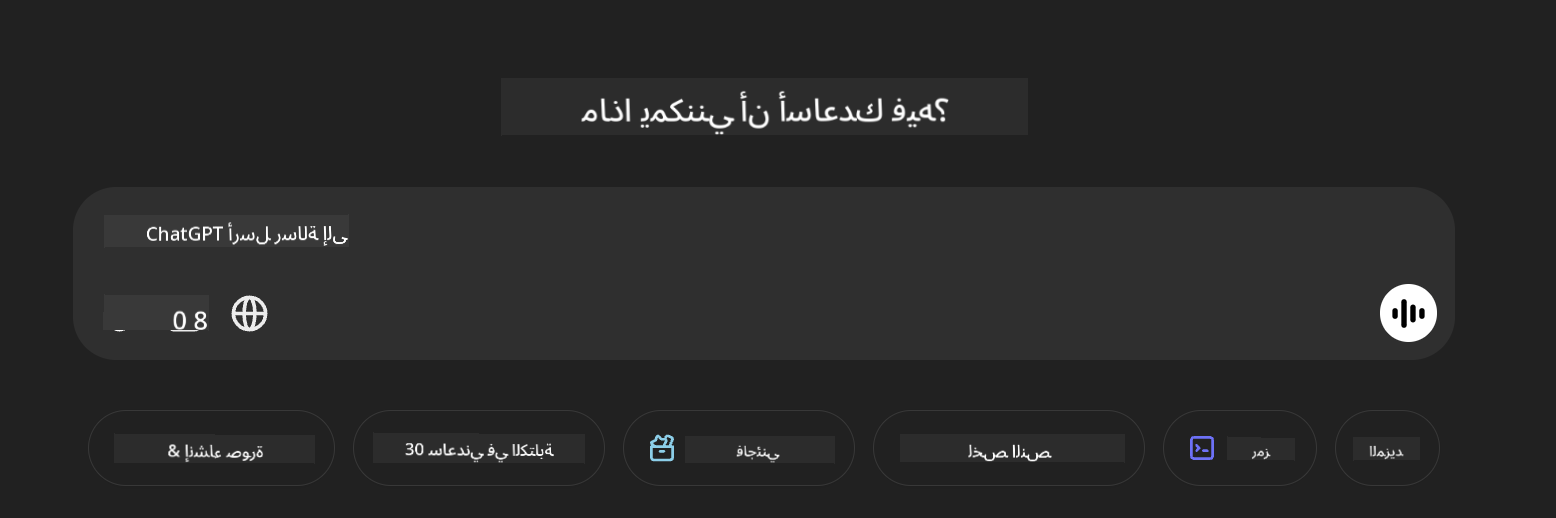 ماذا يمكنني أن أساعدك فيه؟
ChatGPT أرسل رسالة إلى
0 8
& إنشاء صورة
30 ساعدني في الكتابة
فاجئني
لخص النص
رمز
المزيد